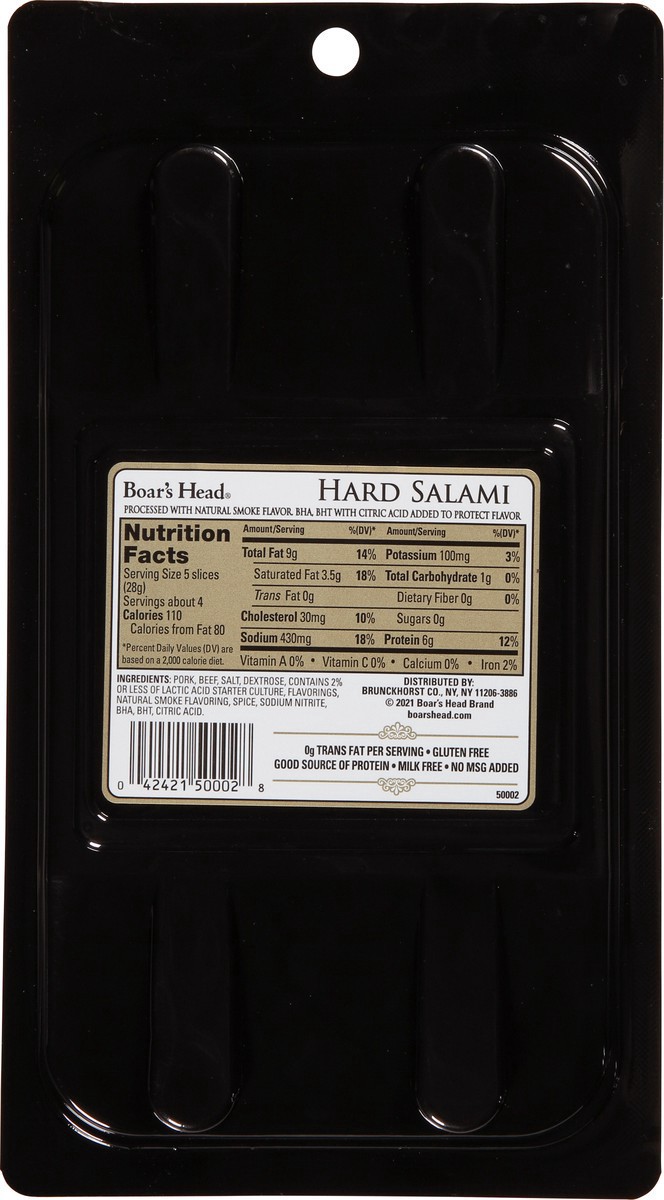 Boar's Head®
HARD SALAMI
PROCESSED WITH NATURAL SMOKE FLAVOR. BHA, BHT WITH CITRIC ACID ADDED TO PROTECT FLAVOR
Nutrition
Facts
Serving Size 5 slices
(28g)
Servings about 4
Calories 110
Calories from Fat 80
*Percent Daily Values (DV) are
based on a 2,000 calorie diet.
Amount/Serving %(DV)* Amount/Serving %(DV)*
Total Fat 9g 14% Potassium 100mg 3%
Saturated Fat 3.5g 18% Total Carbohydrate 1g 0%
Trans Fat 0g Dietary Fiber 0g 0%
Cholesterol 30mg 10% Sugars 0g
Sodium 430mg 18% Protein 6g 12%
Vitamin A 0% • Vitamin C 0% • Calcium 0% • Iron 2%
INGREDIENTS: PORK, BEEF, SALT, DEXTROSE, CONTAINS 2%
OR LESS OF LACTIC ACID STARTER CULTURE, FLAVORINGS,
NATURAL SMOKE FLAVORING, SPICE, SODIUM NITRITE,
BHA, BHT, CITRIC ACID.
DISTRIBUTED BY:
BRUNCKHORST CO., NY, NY 11206-3886
© 2021 Boar's Head Brand
boarshead.com
0g TRANS FAT PER SERVING • GLUTEN FREE
GOOD SOURCE OF PROTEIN • MILK FREE • NO MSG ADDED
0 42421 50002 8
50002